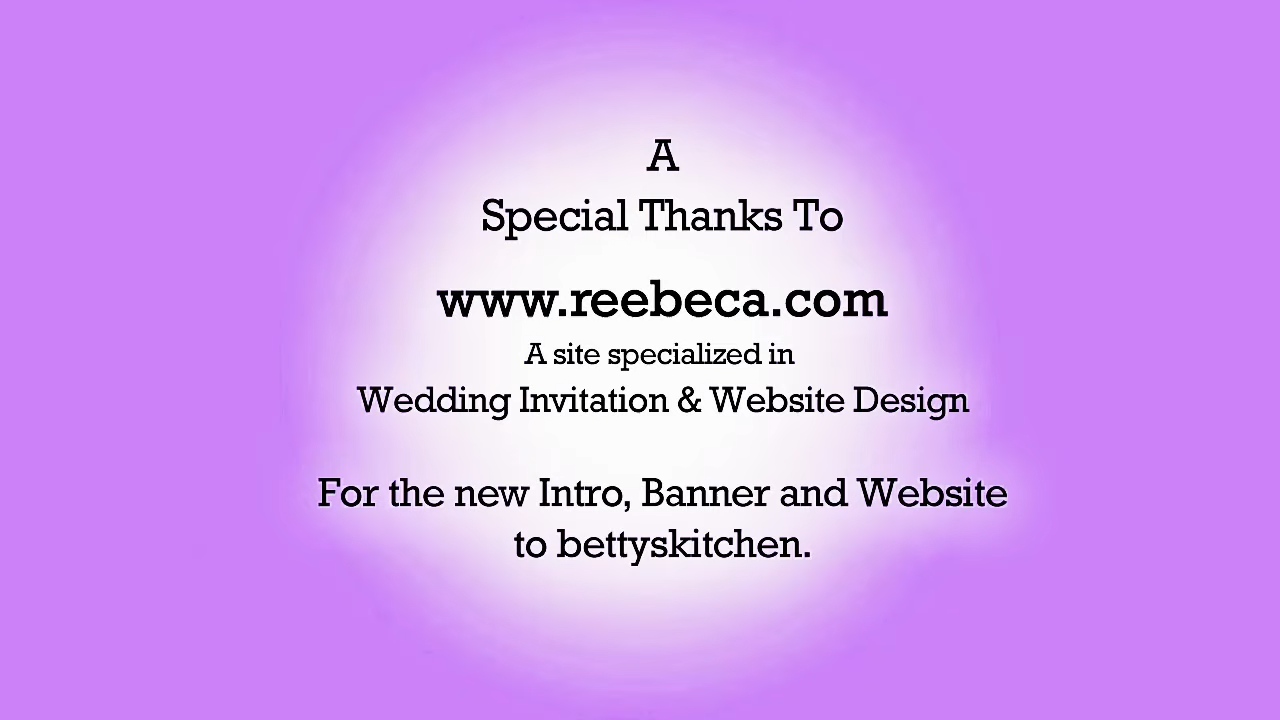 A
Special Thanks To
www.reebeca.com
A site specialized in
Wedding Invitation & Website Design
For the new Intro, Banner and Website
to bettyskitchen.